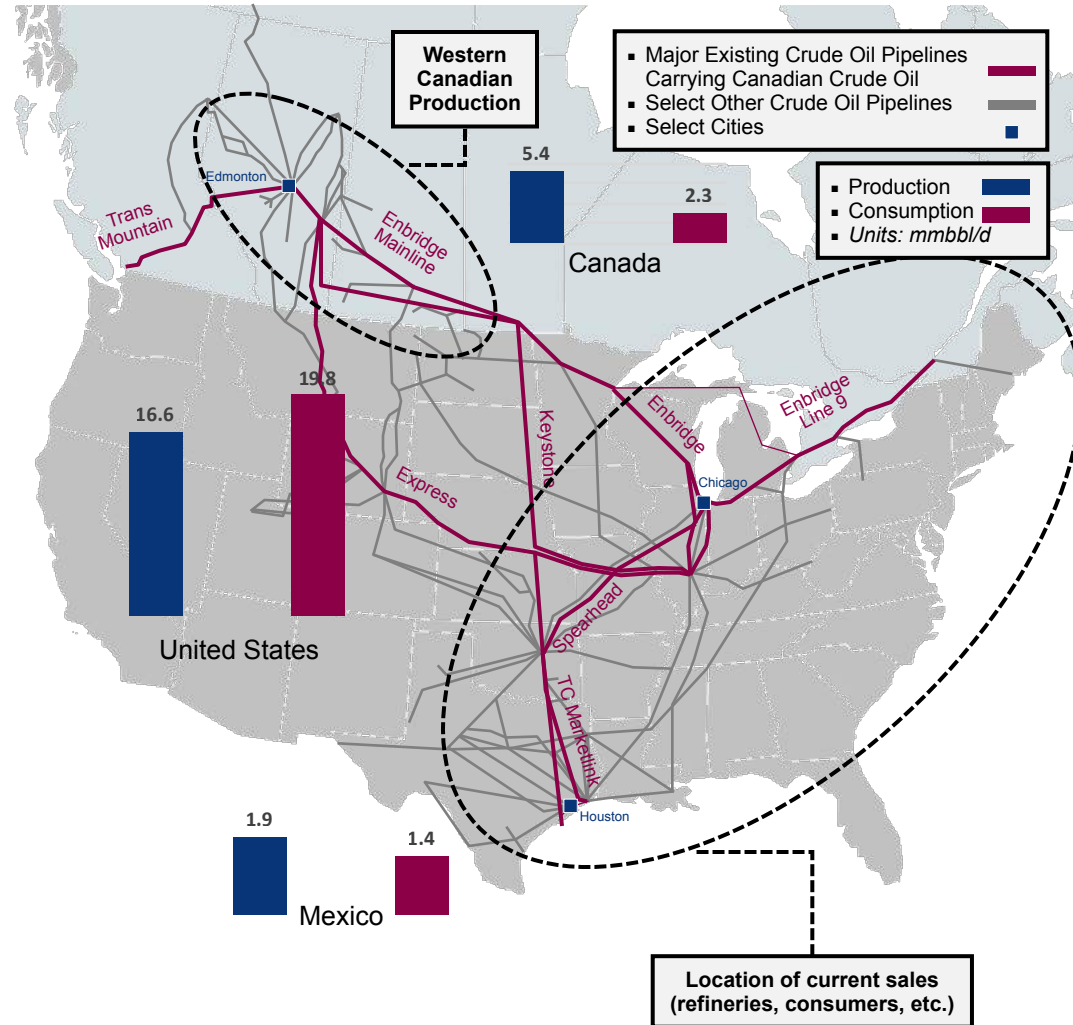 Western
Canadian
Production
▪ Major Existing Crude Oil Pipelines
Carrying Canadian Crude Oil
▪ Select Other Crude Oil Pipelines
▪ Select Cities
▪ Production
▪ Consumption
▪ Units: mmbbl/d
5.4
2.3
Canada
Edmonton
Trans
Mountain
Enbridge
Mainline
19.8
16.6
United States
Keystone
Express
Enbridge
Enbridge
Line 9
Chicago
Spearhead
TC Marketlink
Houston
1.9
1.4
Mexico
Location of current sales
(refineries, consumers, etc.)